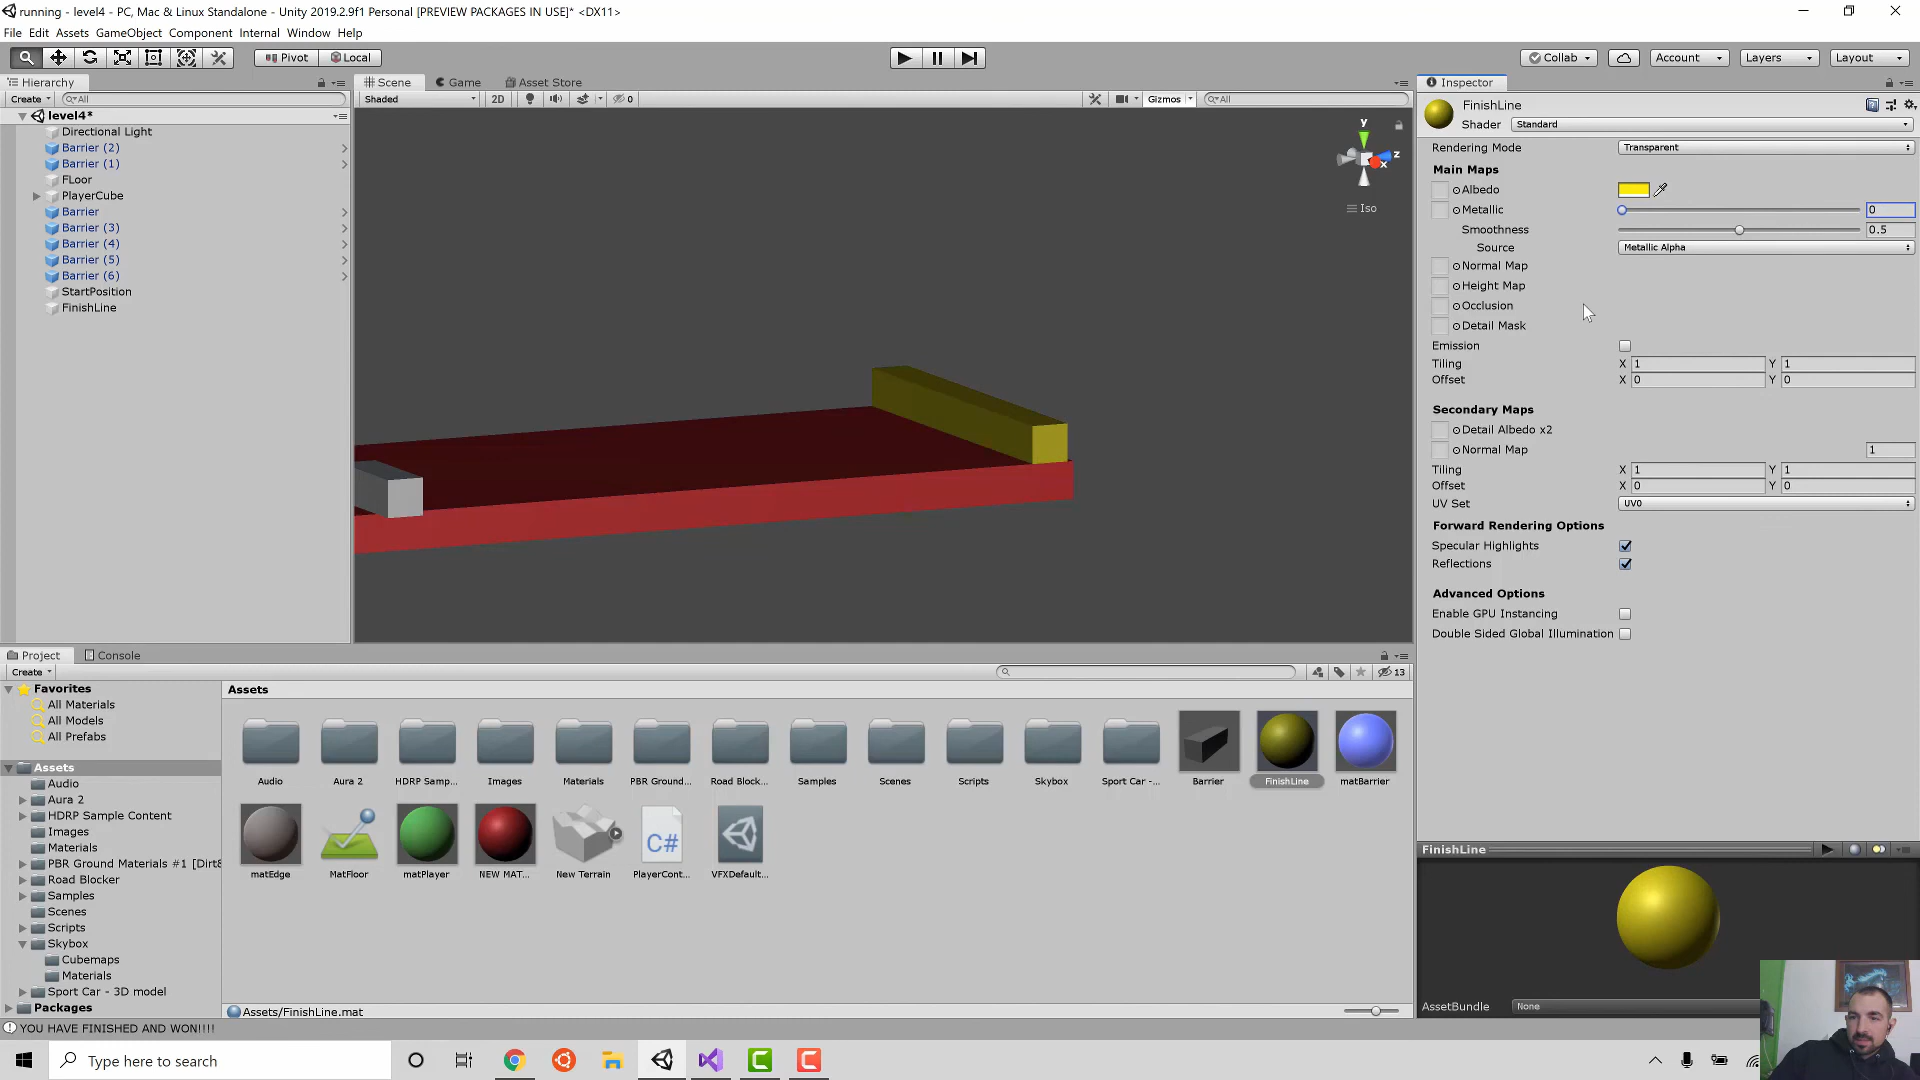 running - level4 - PC, Mac & Linux Standalone - Unity 2019.2.9f1 Personal [PREVIEW PACKAGES IN USE]* <DX11>
File Edit Assets GameObject Component Internal Window Help
Pivot Local Collab Account Layers Layout
Hierarchy
Create All
level4*
Directional Light
Barrier (2)
Barrier (1)
FLoor
PlayerCube
Barrier
Barrier (3)
Barrier (4)
Barrier (5)
Barrier (6)
StartPosition
FinishLine
Scene Game Asset Store
Shaded 2D 0 Gizmos All
y
z
x
Iso
Inspector
FinishLine
Shader Standard
Rendering Mode Transparent
Main Maps
Albedo
Metallic 0
Smoothness 0.5
Source Metallic Alpha
Normal Map
Height Map
Occlusion
Detail Mask
Emission
Tiling X 1 Y 1
Offset X 0 Y 0
Secondary Maps
Detail Albedo x2
Normal Map 1
Tiling X 1 Y 1
Offset X 0 Y 0
UV Set UV0
Forward Rendering Options
Specular Highlights
Reflections
Advanced Options
Enable GPU Instancing
Double Sided Global Illumination
FinishLine
AssetBundle None
Project Console
Create 13
Favorites
All Materials
All Models
All Prefabs
Assets
Audio
Aura 2
HDRP Sample Content
Images
Materials
PBR Ground Materials #1 [Dirt&
Road Blocker
Samples
Scenes
Scripts
Skybox
Cubemaps
Materials
Sport Car - 3D model
Packages
Assets
Audio Aura 2 HDRP Samp... Images Materials PBR Ground... Road Block... Samples Scenes Scripts Skybox Sport Car -... Barrier FinishLine matBarrier
C#
matEdge MatFloor matPlayer NEW MAT... New Terrain PlayerCont... VFXDefault...
Assets/FinishLine.mat
YOU HAVE FINISHED AND WON!!!!
Type here to search